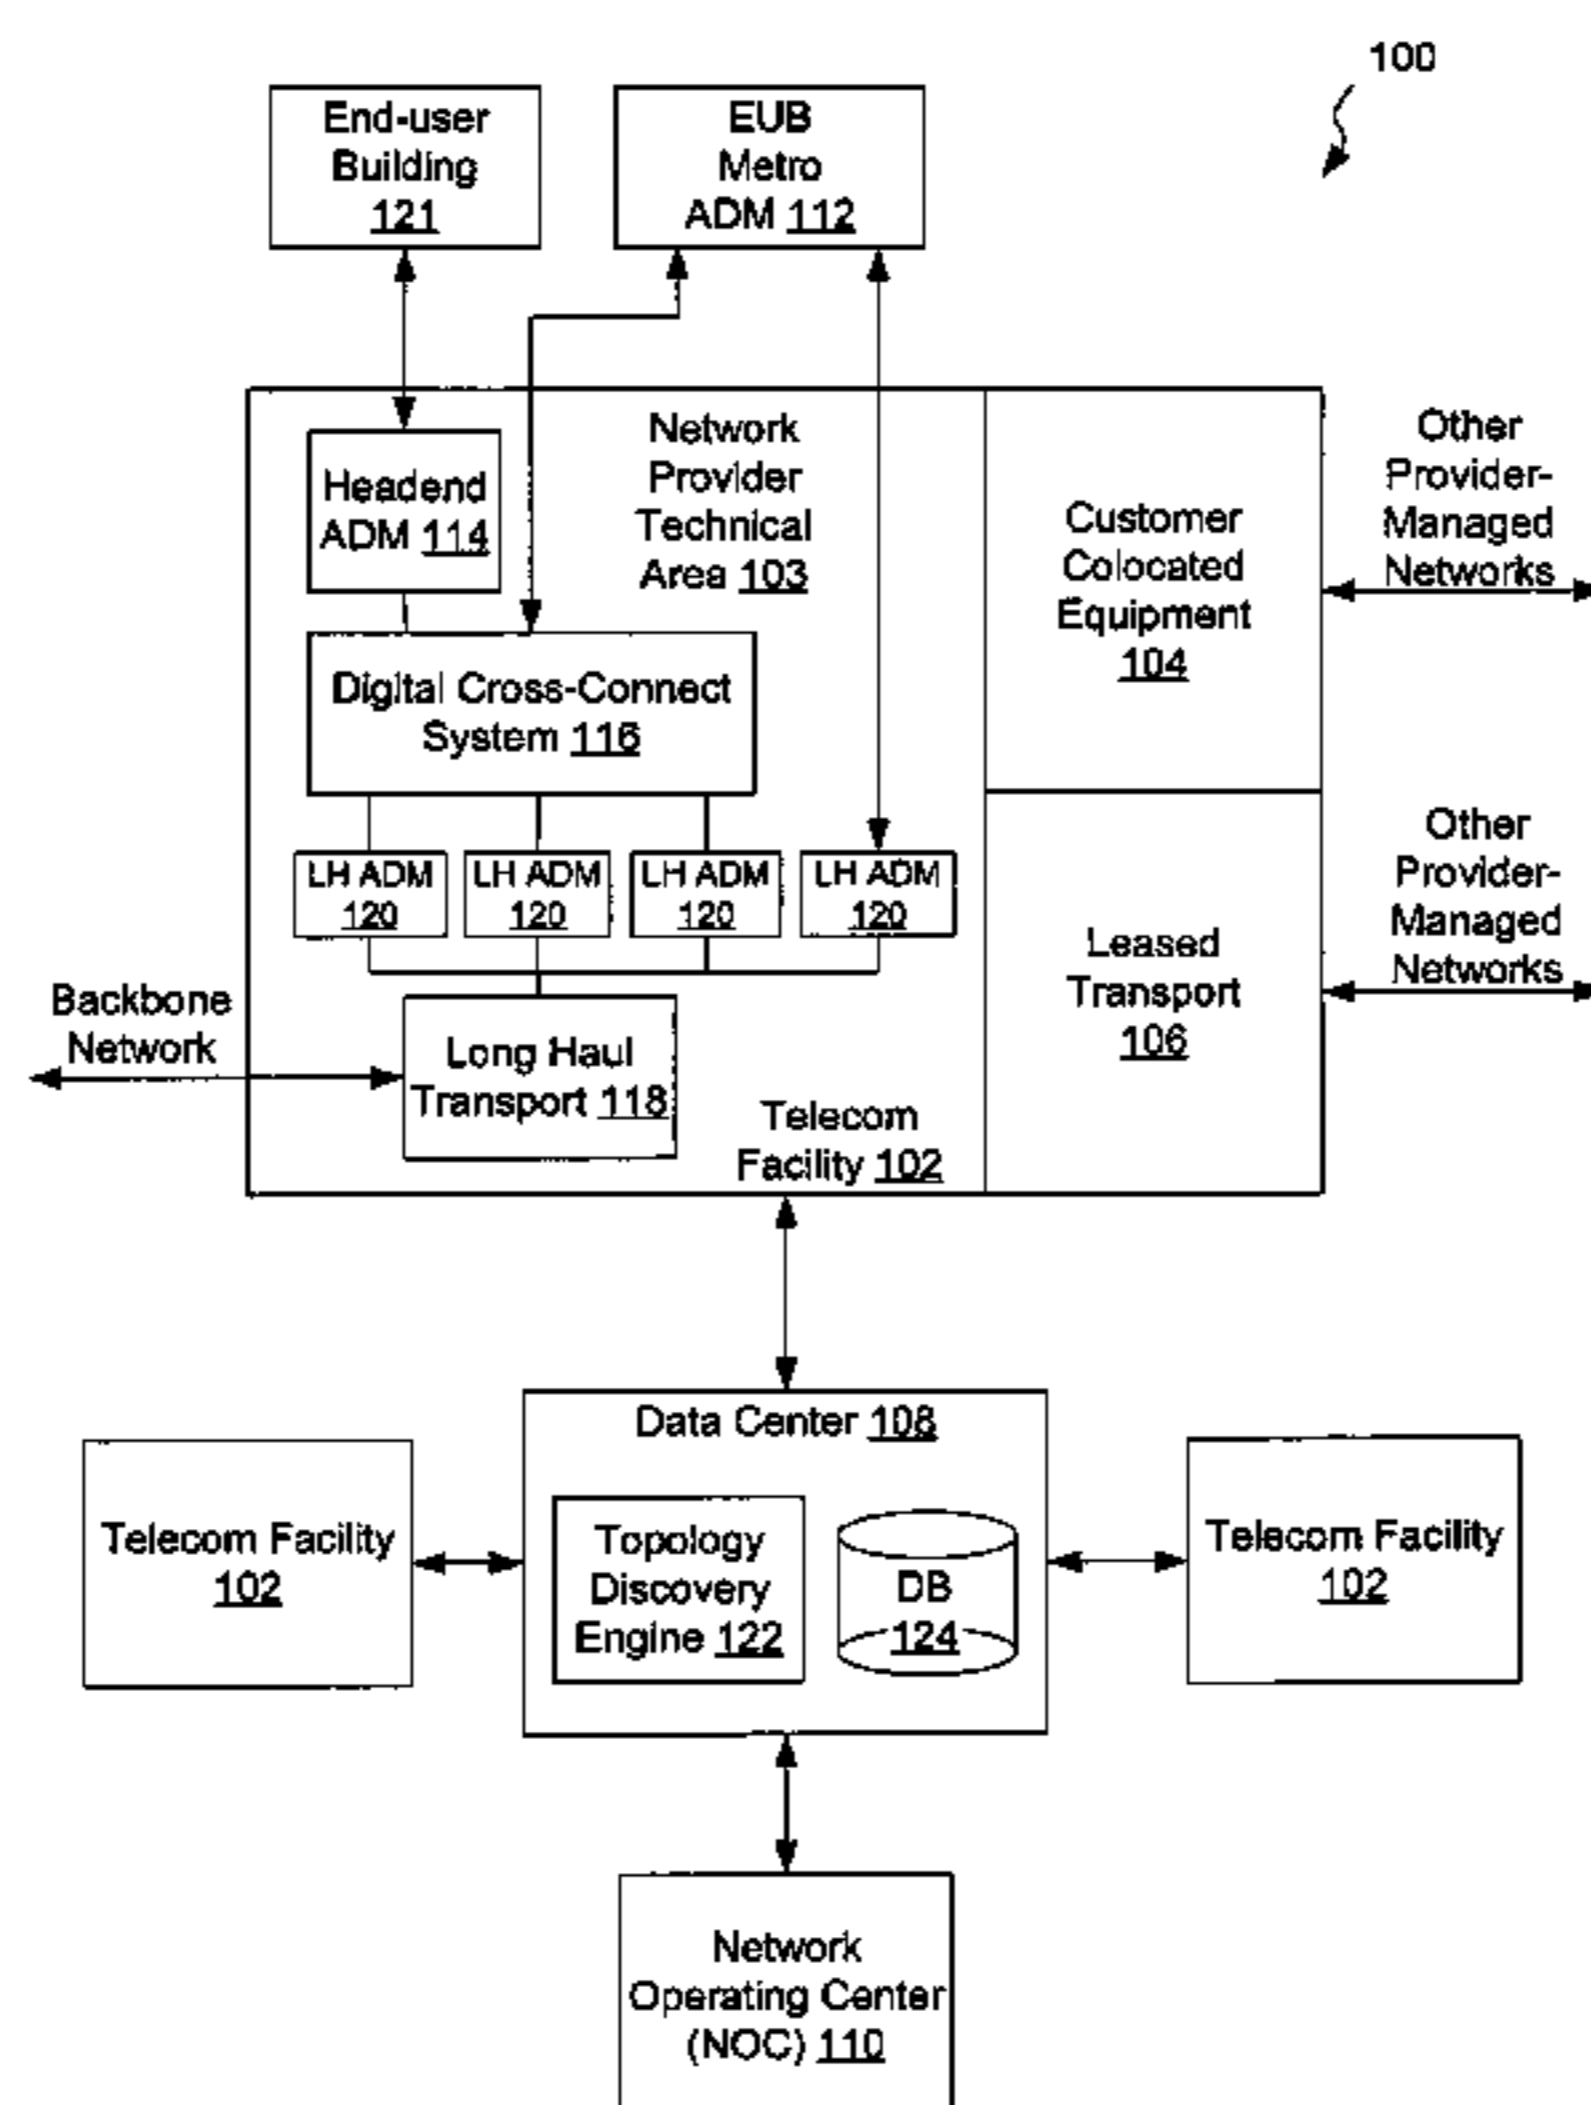 100
End-user
Building
121
EUB
Metro
ADM 112
Headend
ADM 114
Network
Provider
Technical
Area 103
Customer
Colocated
Equipment
104
Other
Provider-
Managed
Networks
Digital Cross-Connect
System 116
LH ADM
120
LH ADM
120
LH ADM
120
LH ADM
120
Leased
Transport
106
Other
Provider-
Managed
Networks
Backbone
Network
Long Haul
Transport 118
Telecom
Facility 102
Data Center 108
Telecom Facility
102
Topology
Discovery
Engine 122
DB
124
Telecom Facility
102
Network
Operating Center
(NOC) 110